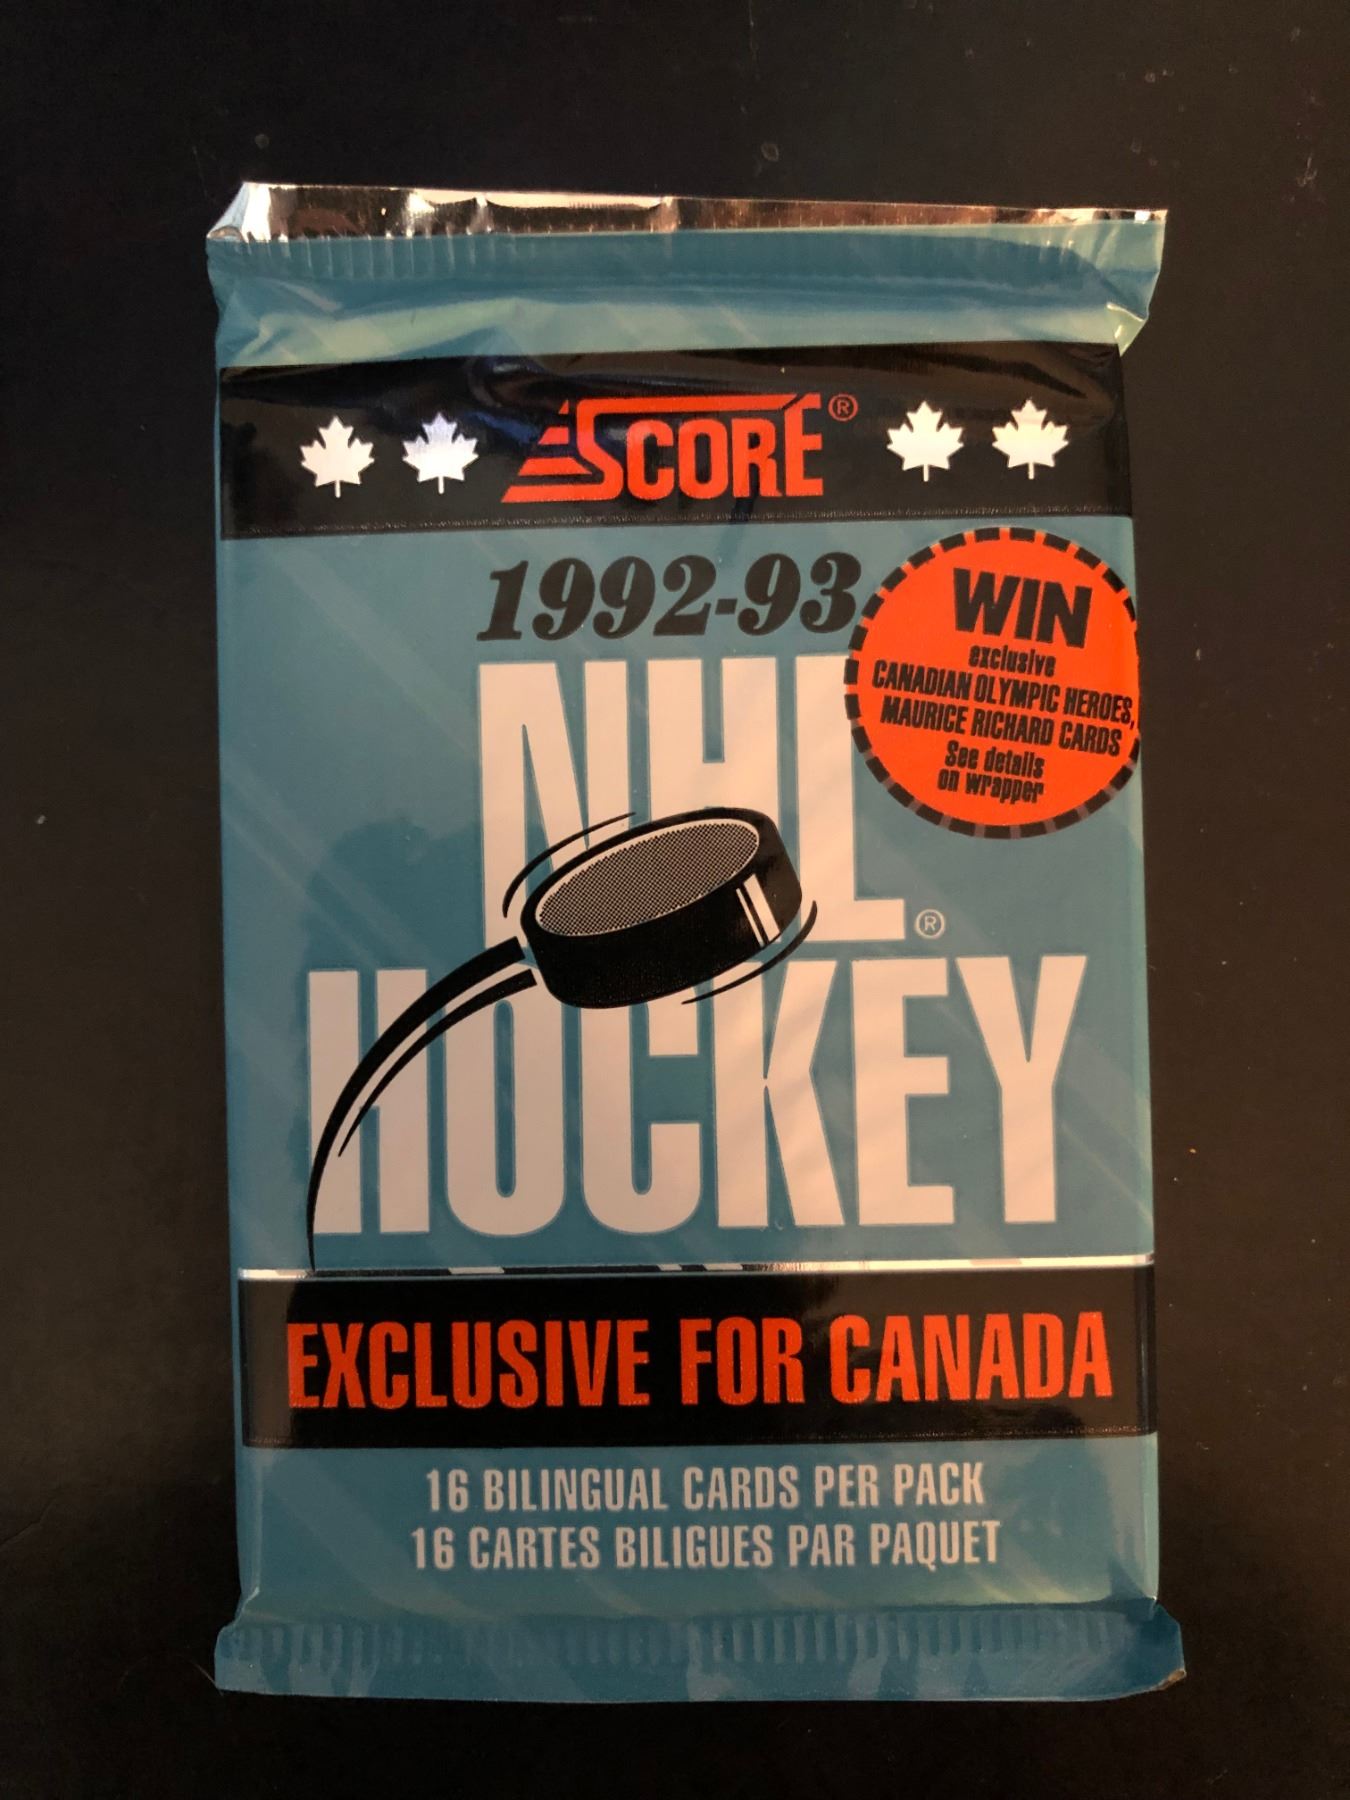 SCORE®
1992-93
WIN
exclusive
CANADIAN OLYMPIC HEROES,
MAURICE RICHARD CARDS
See details
on wrapper
NHL®
HOCKEY
EXCLUSIVE FOR CANADA
16 BILINGUAL CARDS PER PACK
16 CARTES BILIGUES PAR PAQUET